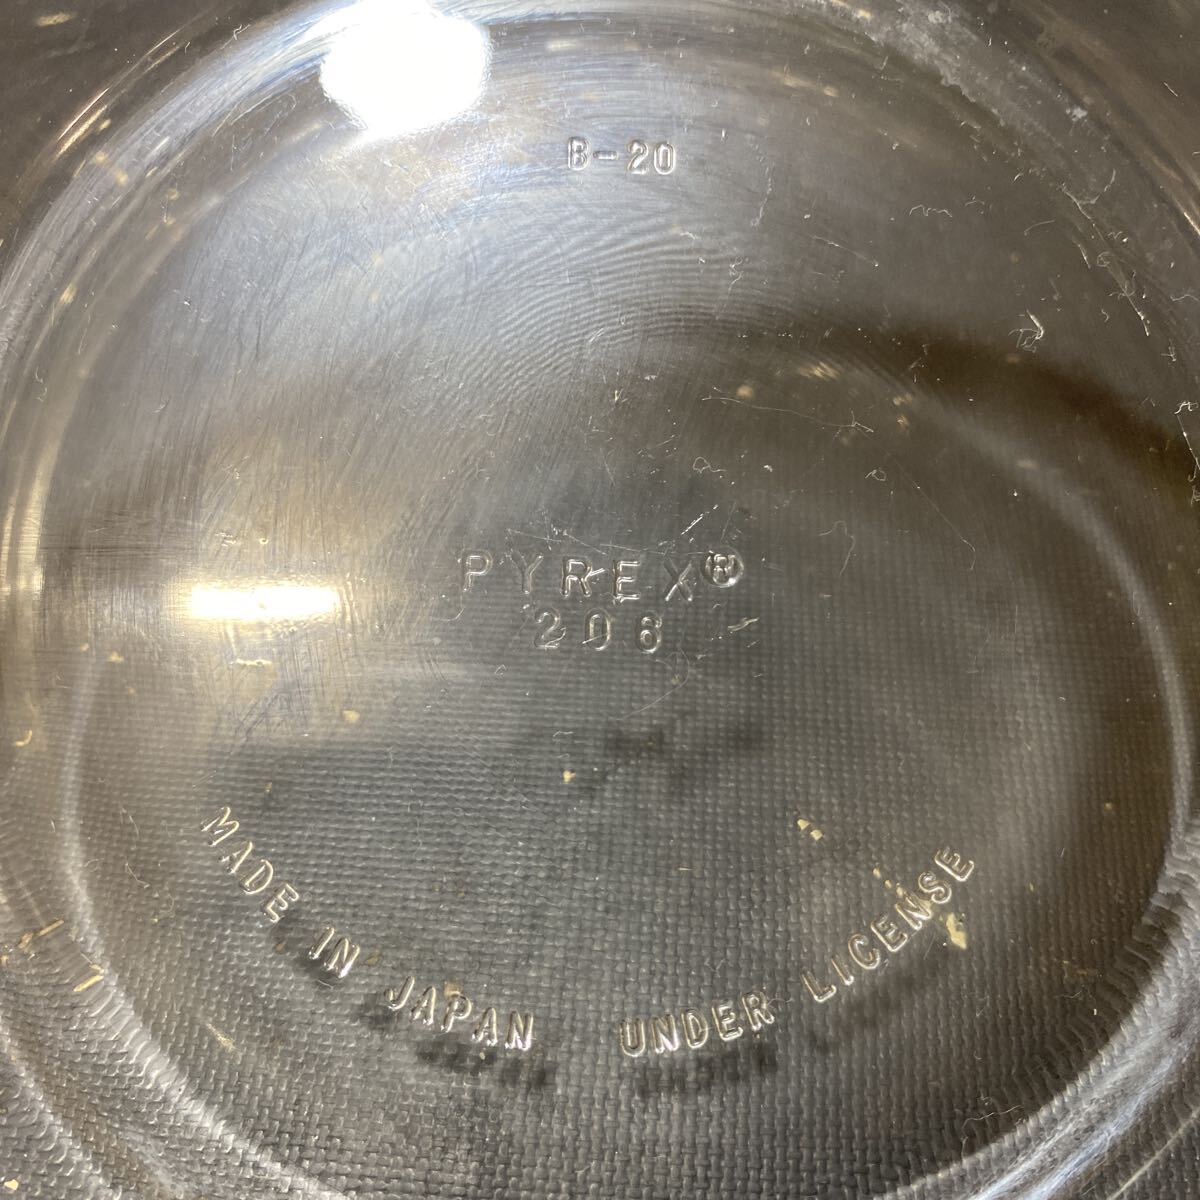 B-20
PYREX®
206
MADE IN JAPAN UNDER LICENSE